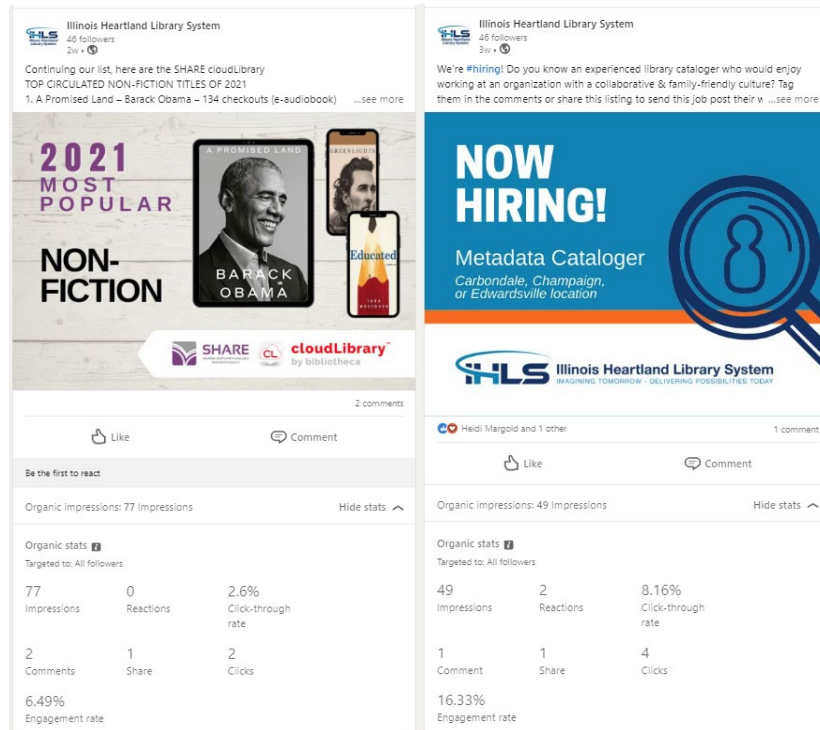 Illinois Heartland Library System
46 followers
2w •
Continuing our list, here are the SHARE cloudLibrary
TOP CIRCULATED NON-FICTION TITLES OF 2021
1. A Promised Land – Barack Obama – 134 checkouts (e-audiobook) ...see more
2021
MOST
POPULAR
NON-
FICTION
A PROMISED LAND
BARACK
OBAMA
GREENLIGHTS
Educated
TARA
WESTOVER
SHARE
CL
cloudLibrary
by bibliotheca
2 comments
Like
Comment
Be the first to react
Organic impressions: 77 Impressions
Hide stats
Organic stats
Targeted to: All followers
77
0
2.6%
Impressions
Reactions
Click-through
rate
2
1
2
Comments
Share
Clicks
6.49%
Engagement rate
Illinois Heartland Library System
46 followers
3w •
We're #hiring! Do you know an experienced library cataloger who would enjoy
working at an organization with a collaborative & family-friendly culture? Tag
them in the comments or share this listing to send this job post their w ...see more
NOW
HIRING!
Metadata Cataloger
Carbondale, Champaign,
or Edwardsville location
IHLS
Illinois Heartland Library System
IMAGINING TOMORROW - DELIVERING POSSIBILITIES TODAY
Heidi Margold and 1 other
1 comment
Like
Comment
Organic impressions: 49 Impressions
Hide stats
Organic stats
Targeted to: All followers
49
2
8.16%
Impressions
Reactions
Click-through
rate
1
1
4
Comment
Share
Clicks
16.33%
Engagement rate